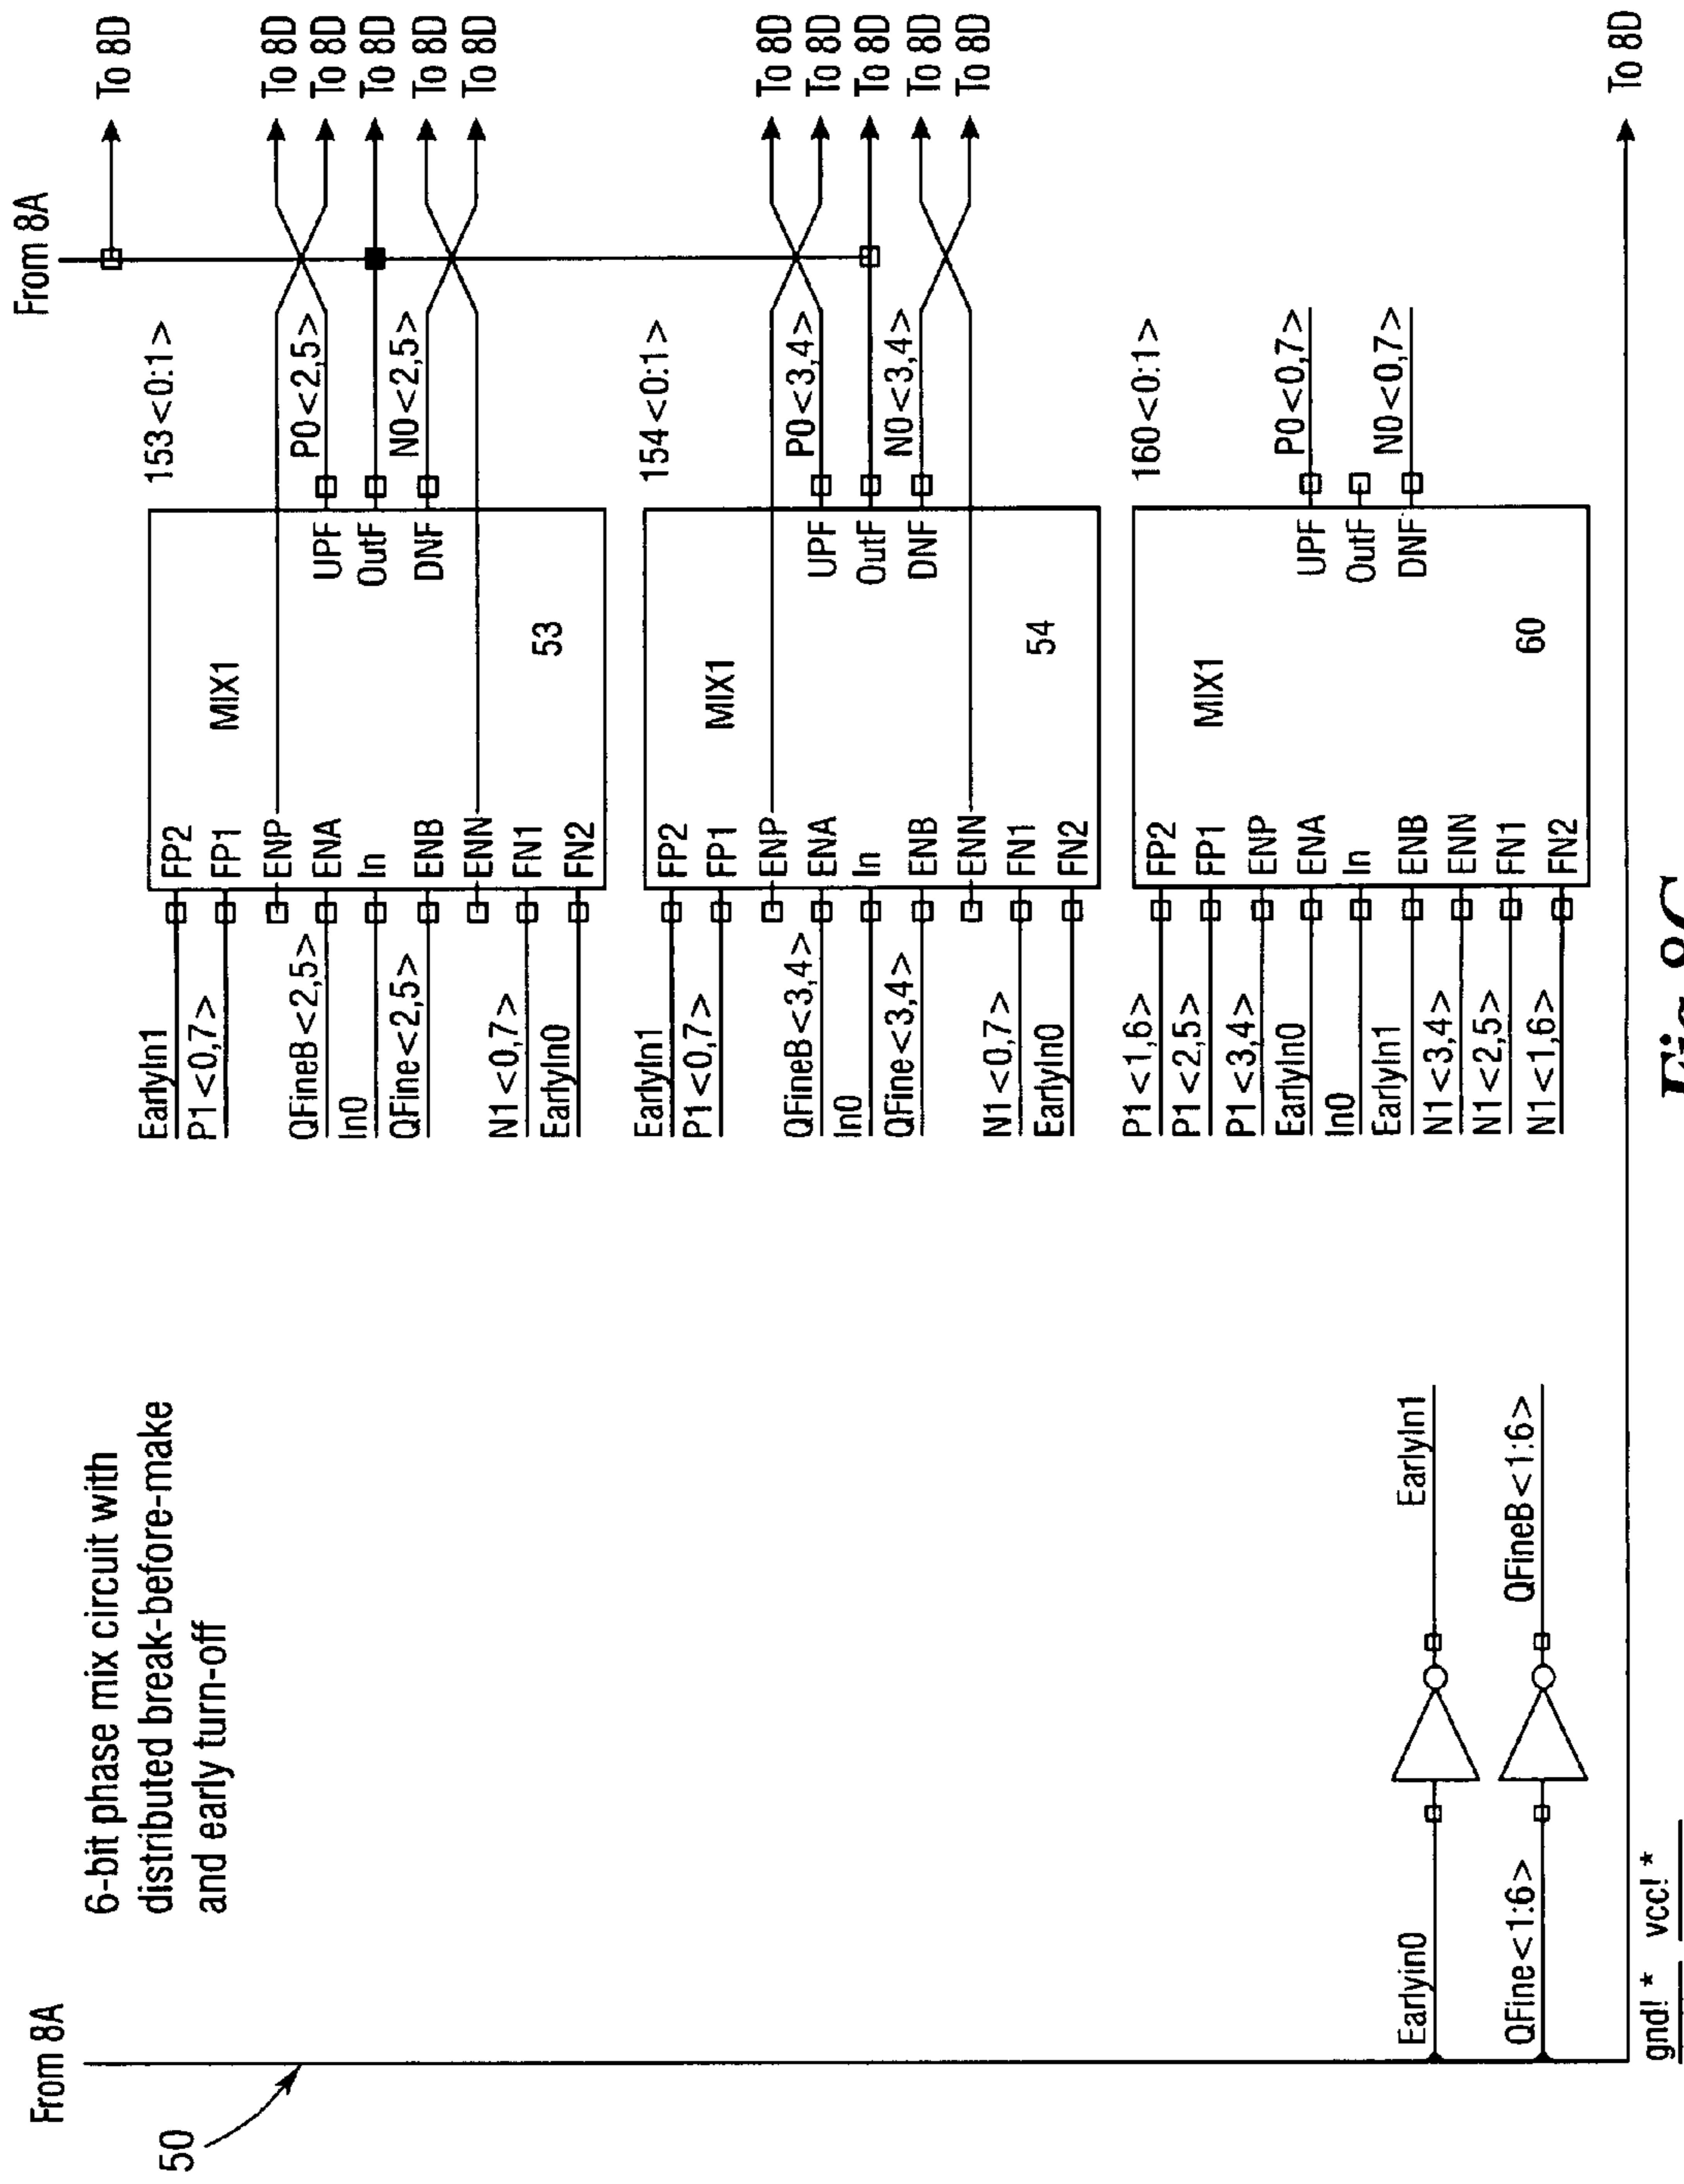 From 8A
50
6-bit phase mix circuit with
distributed break-before-make
and early turn-off
From 8A
To 8D
153<0:1>
EarlyIn1
P1<0,7>
QFineB<2,5>
In0
QFine<2,5>
N1<0,7>
EarlyIn0
FP2
FP1
ENP
ENA
In
ENB
ENN
FN1
FN2
MIX1
53
UPF
OutF
DNF
P0<2,5>
N0<2,5>
To 8D
To 8D
To 8D
To 8D
To 8D
154<0:1>
EarlyIn1
P1<0,7>
QFineB<3,4>
In0
QFine<3,4>
N1<0,7>
EarlyIn0
FP2
FP1
ENP
ENA
In
ENB
ENN
FN1
FN2
MIX1
54
UPF
OutF
DNF
P0<3,4>
N0<3,4>
To 8D
To 8D
To 8D
To 8D
To 8D
160<0:1>
P1<1,6>
P1<2,5>
P1<3,4>
EarlyIn0
In0
EarlyIn1
N1<3,4>
N1<2,5>
N1<1,6>
FP2
FP1
ENP
ENA
In
ENB
ENN
FN1
FN2
MIX1
60
UPF
OutF
DNF
P0<0,7>
N0<0,7>
Earlyin0
EarlyIn1
QFine<1:6>
QFineB<1:6>
To 8D
gnd! * vcc! *
Fig. 8C